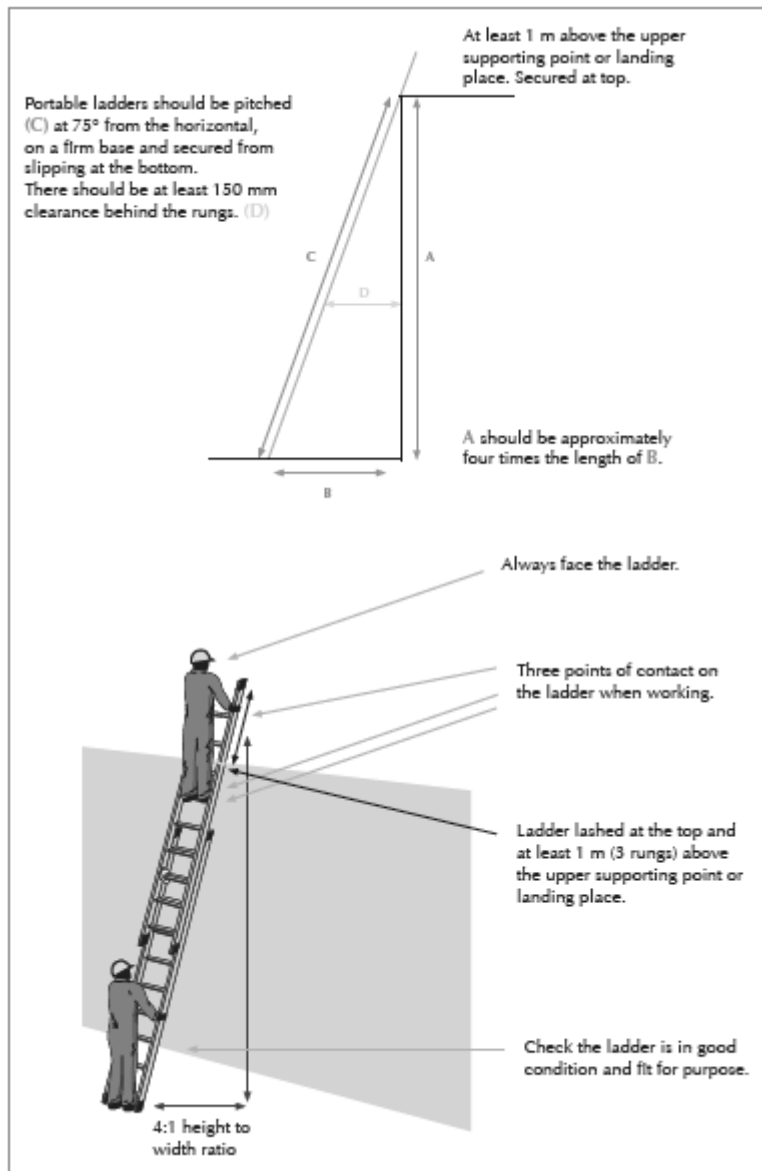 At least 1 m above the upper
supporting point or landing
place. Secured at top.
Portable ladders should be pitched
(C) at 75° from the horizontal,
on a firm base and secured from
slipping at the bottom.
There should be at least 150 mm
clearance behind the rungs. (D)
C
A
D
A should be approximately
four times the length of B.
B
Always face the ladder.
Three points of contact on
the ladder when working.
Ladder lashed at the top and
at least 1 m (3 rungs) above
the upper supporting point or
landing place.
Check the ladder is in good
condition and fit for purpose.
4:1 height to
width ratio